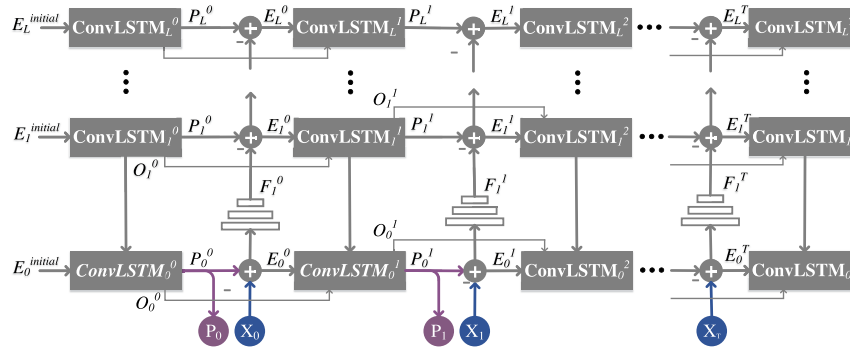 E_L^initial ConvLSTM_L^0 P_L^0 + E_L^0 ConvLSTM_L^1 P_L^1 + E_L^1 ConvLSTM_L^2 ••• + E_L^T ConvLSTM_L
- - -
O_1^1
E_1^initial ConvLSTM_1^0 P_1^0 + E_1^0 ConvLSTM_1^1 P_1^1 + E_1^1 ConvLSTM_1^2 ••• + E_1^T ConvLSTM_1
- - -
O_1^0
F_1^0 F_1^1 F_1^T
O_0^1
E_0^initial ConvLSTM_0^0 P_0^0 + E_0^0 ConvLSTM_0^1 P_0^1 + E_0^1 ConvLSTM_0^2 ••• + E_0^T ConvLSTM_0
- - -
O_0^0
P_0 X_0 P_1 X_1 X_T